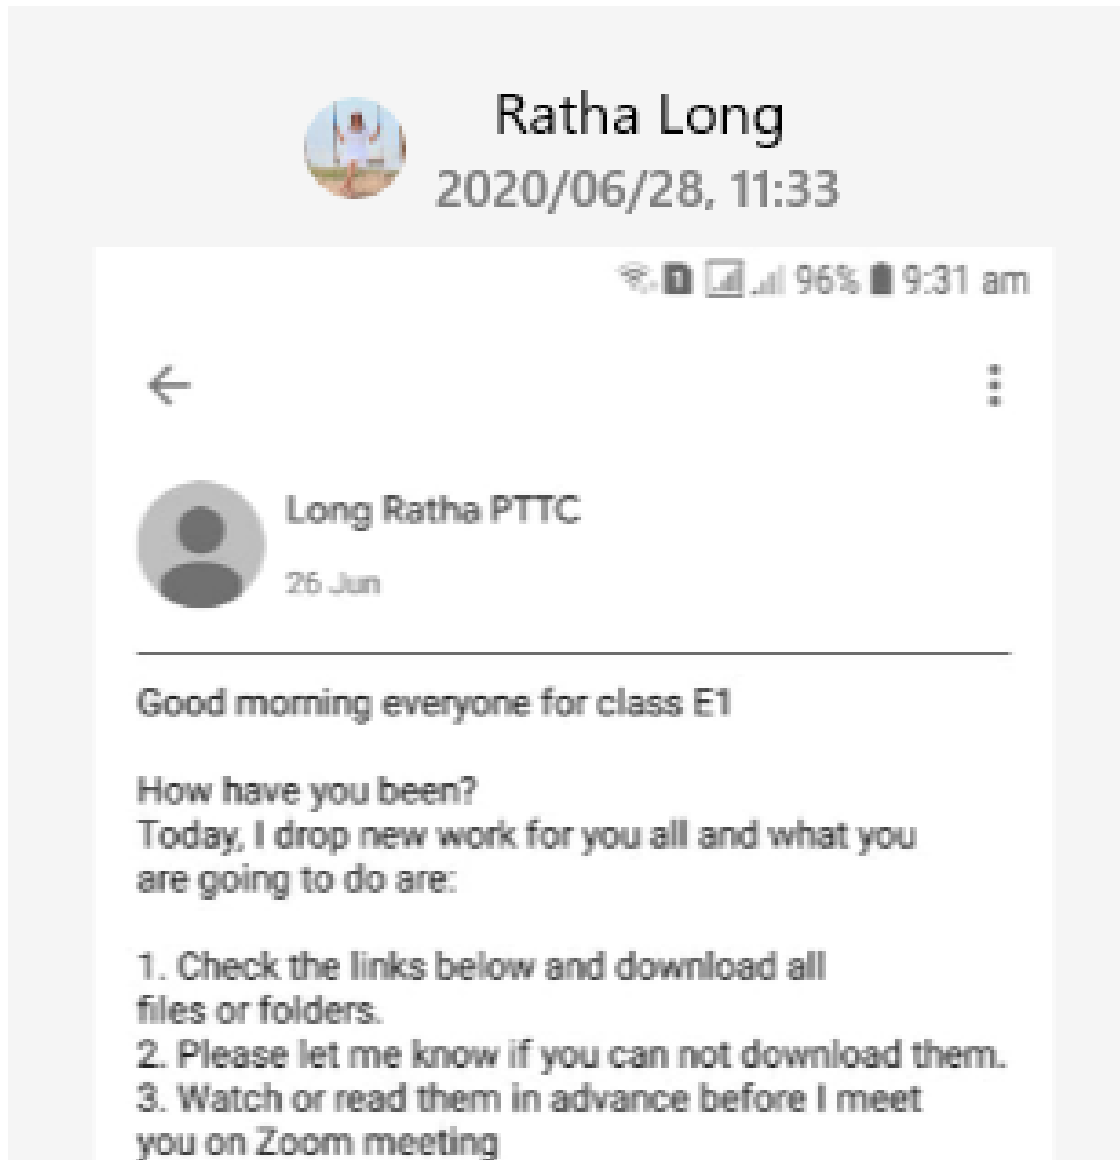 Ratha Long
2020/06/28, 11:33
96% 9:31 am
Long Ratha PTTC
26 Jun
Good morning everyone for class E1
How have you been?
Today, I drop new work for you all and what you
are going to do are:
1. Check the links below and download all
files or folders.
2. Please let me know if you can not download them.
3. Watch or read them in advance before I meet
you on Zoom meeting